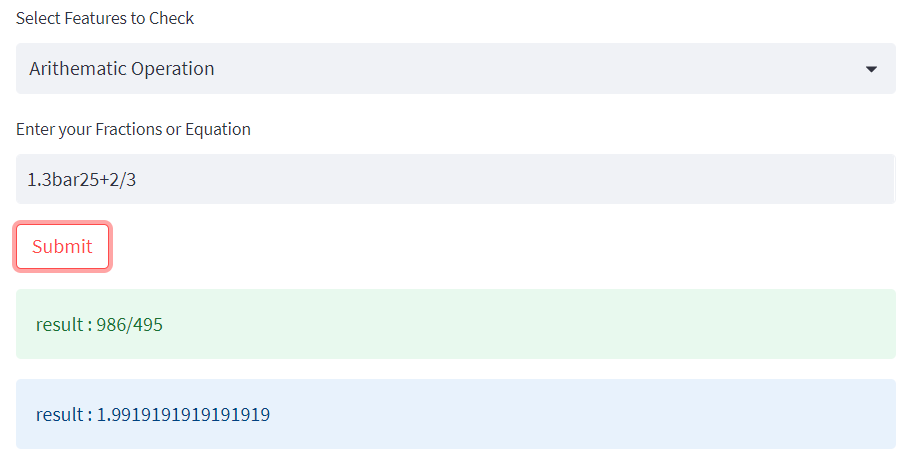 Select Features to Check
Arithematic Operation
Enter your Fractions or Equation
1.3bar25+2/3
Submit
result : 986/495
result : 1.9919191919191919